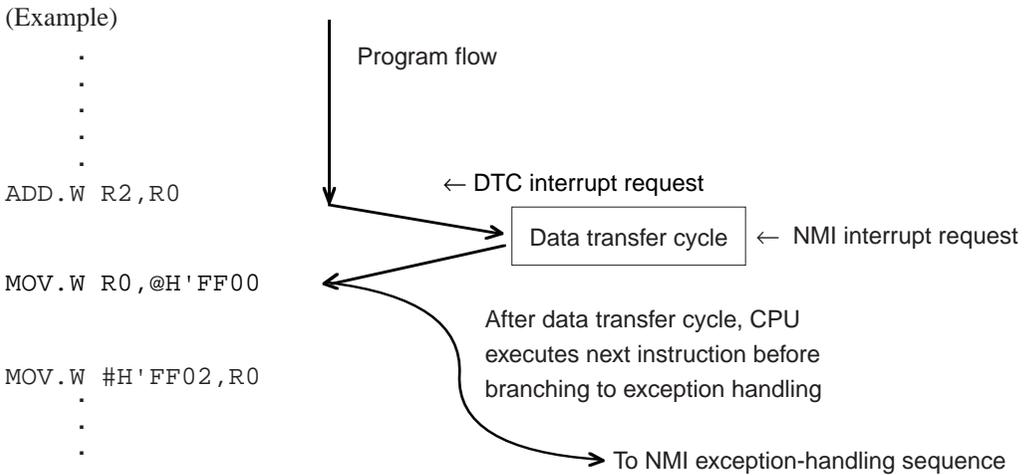 (Example)
Program flow
ADD.W R2,R0
← DTC interrupt request
Data transfer cycle
← NMI interrupt request
MOV.W R0,@H'FF00
After data transfer cycle, CPU
executes next instruction before
branching to exception handling
MOV.W #H'FF02,R0
To NMI exception-handling sequence